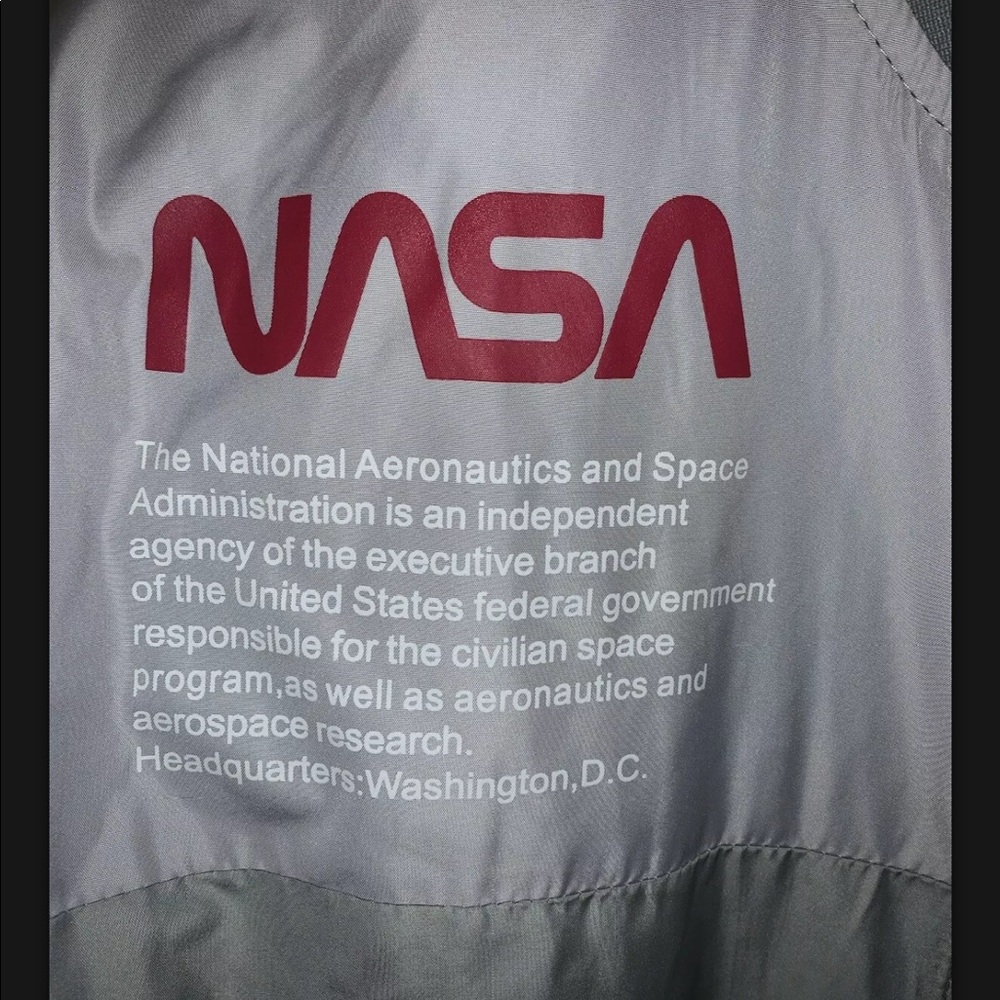 NASA
The National Aeronautics and Space
Administration is an independent
agency of the executive branch
of the United States federal government
responsible for the civilian space
program,as well as aeronautics and
aerospace research.
Headquarters:Washington,D.C.